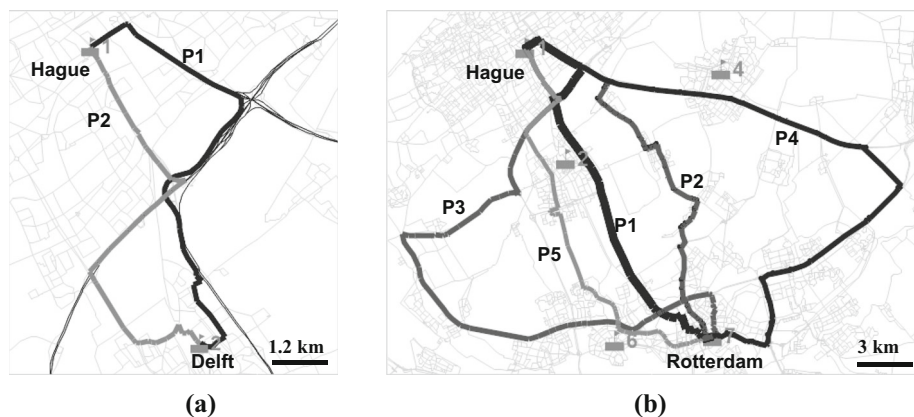 1
P1
Hague
P2
2
Delft
1.2 km
(a)
1
Hague
4
P4
2
P2
P3
P1
P5
6
7
Rotterdam
3 km
(b)